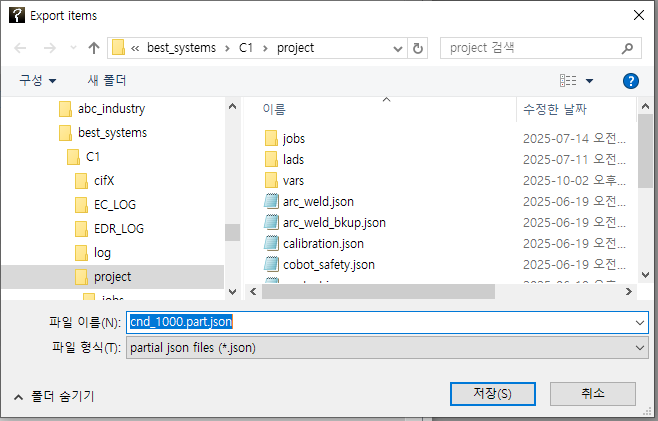 Export items
« best_systems › C1 › project
project 검색
구성 새 폴더
abc_industry
best_systems
C1
cifX
EC_LOG
EDR_LOG
log
project
jobs
이름 수정한 날짜
jobs 2025-07-14 오전...
lads 2025-07-11 오전...
vars 2025-10-02 오후...
arc_weld.json 2025-06-19 오전...
arc_weld_bkup.json 2025-06-19 오전...
calibration.json 2025-06-19 오전...
cobot_safety.json 2025-06-19 오전...
파일 이름(N): cnd_1000.part.json
파일 형식(T): partial json files (*.json)
폴더 숨기기
저장(S) 취소